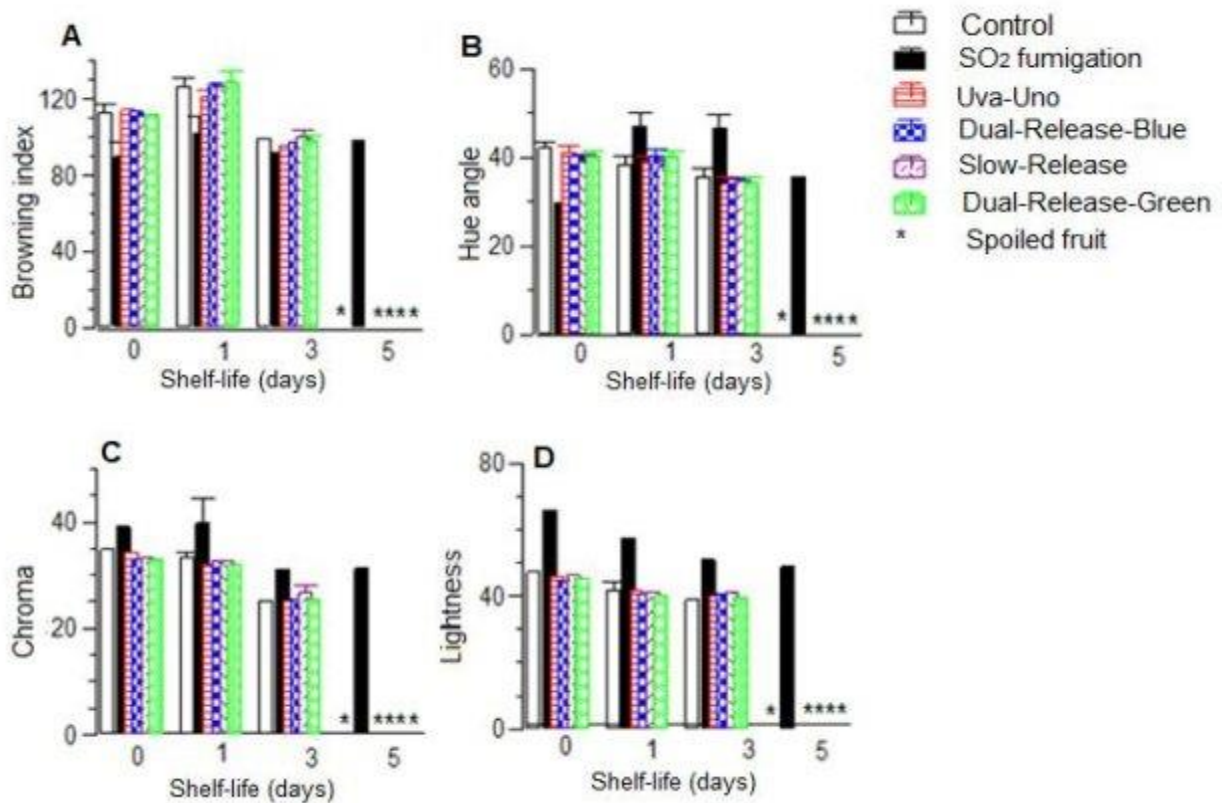 A
Browning index
120
80
40
0
0 1 3 5
Shelf-life (days)
* ****
B
Hue angle
60
40
20
0
0 1 3 5
Shelf-life (days)
* ****
Control
SO2 fumigation
Uva-Uno
Dual-Release-Blue
Slow-Release
Dual-Release-Green
* Spoiled fruit
C
Chroma
40
20
0
0 1 3 5
Shelf-life (days)
* ****
D
Lightness
80
40
0
0 1 3 5
Shelf-life (days)
* ****